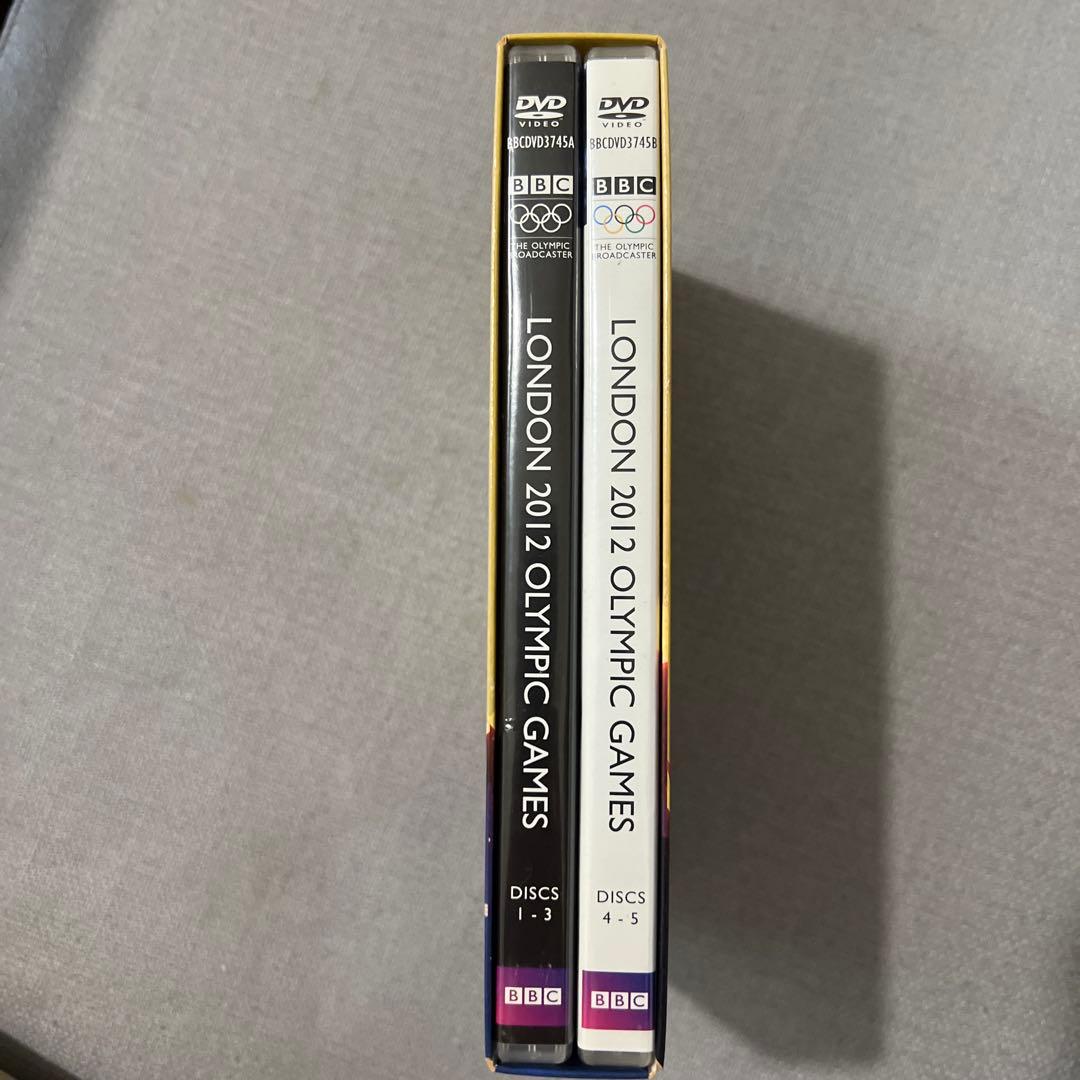 DVD
VIDEO
BBCDVD3745A
BBC
THE OLYMPIC
BROADCASTER
LONDON 2012 OLYMPIC GAMES
DISCS
1 - 3
BBC
DVD
VIDEO
BBCDVD3745B
BBC
THE OLYMPIC
BROADCASTER
LONDON 2012 OLYMPIC GAMES
DISCS
4 - 5
BBC